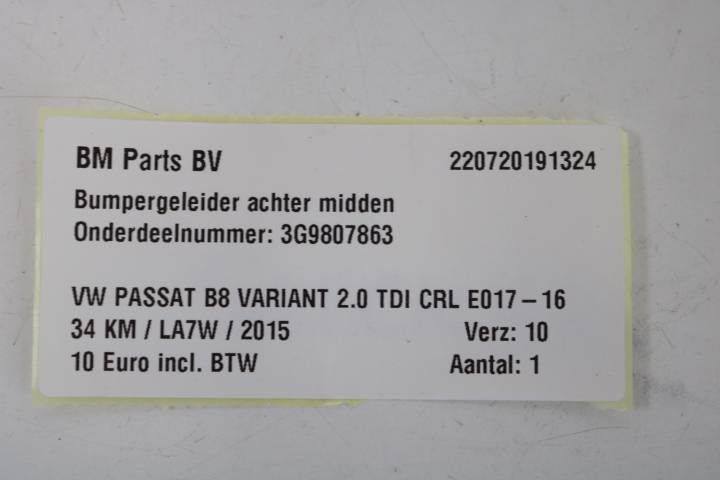 BM Parts BV 220720191324
Bumpergeleider achter midden
Onderdeelnummer: 3G9807863
VW PASSAT B8 VARIANT 2.0 TDI CRL E017-16
34 KM / LA7W / 2015 Verz: 10
10 Euro incl. BTW Aantal: 1